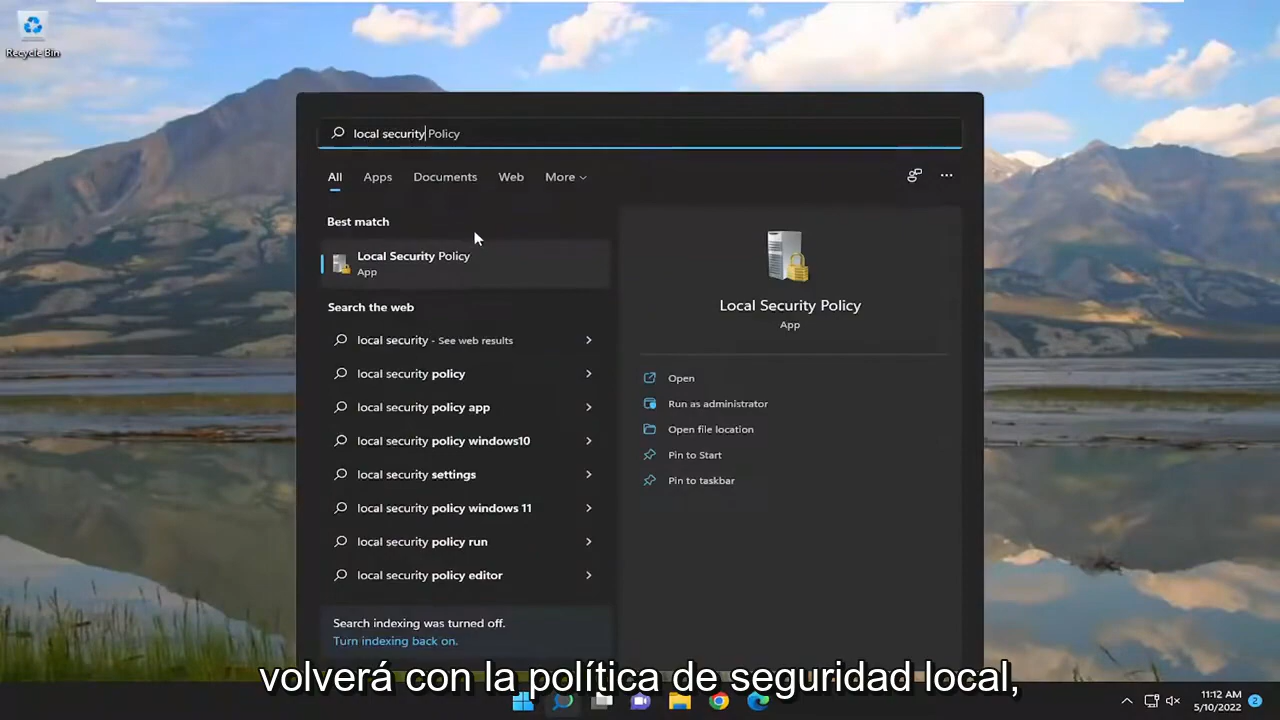 Recycle Bin
local security Policy
All Apps Documents Web More
Best match
Local Security Policy
App
Search the web
local security - See web results
local security policy
local security policy app
local security policy windows10
local security settings
local security policy windows 11
local security policy run
local security policy editor
Search indexing was turned off.
Turn indexing back on.
Local Security Policy
App
Open
Run as administrator
Open file location
Pin to Start
Pin to taskbar
volverá con la política de seguridad local,
11:12 AM
5/10/2022
2